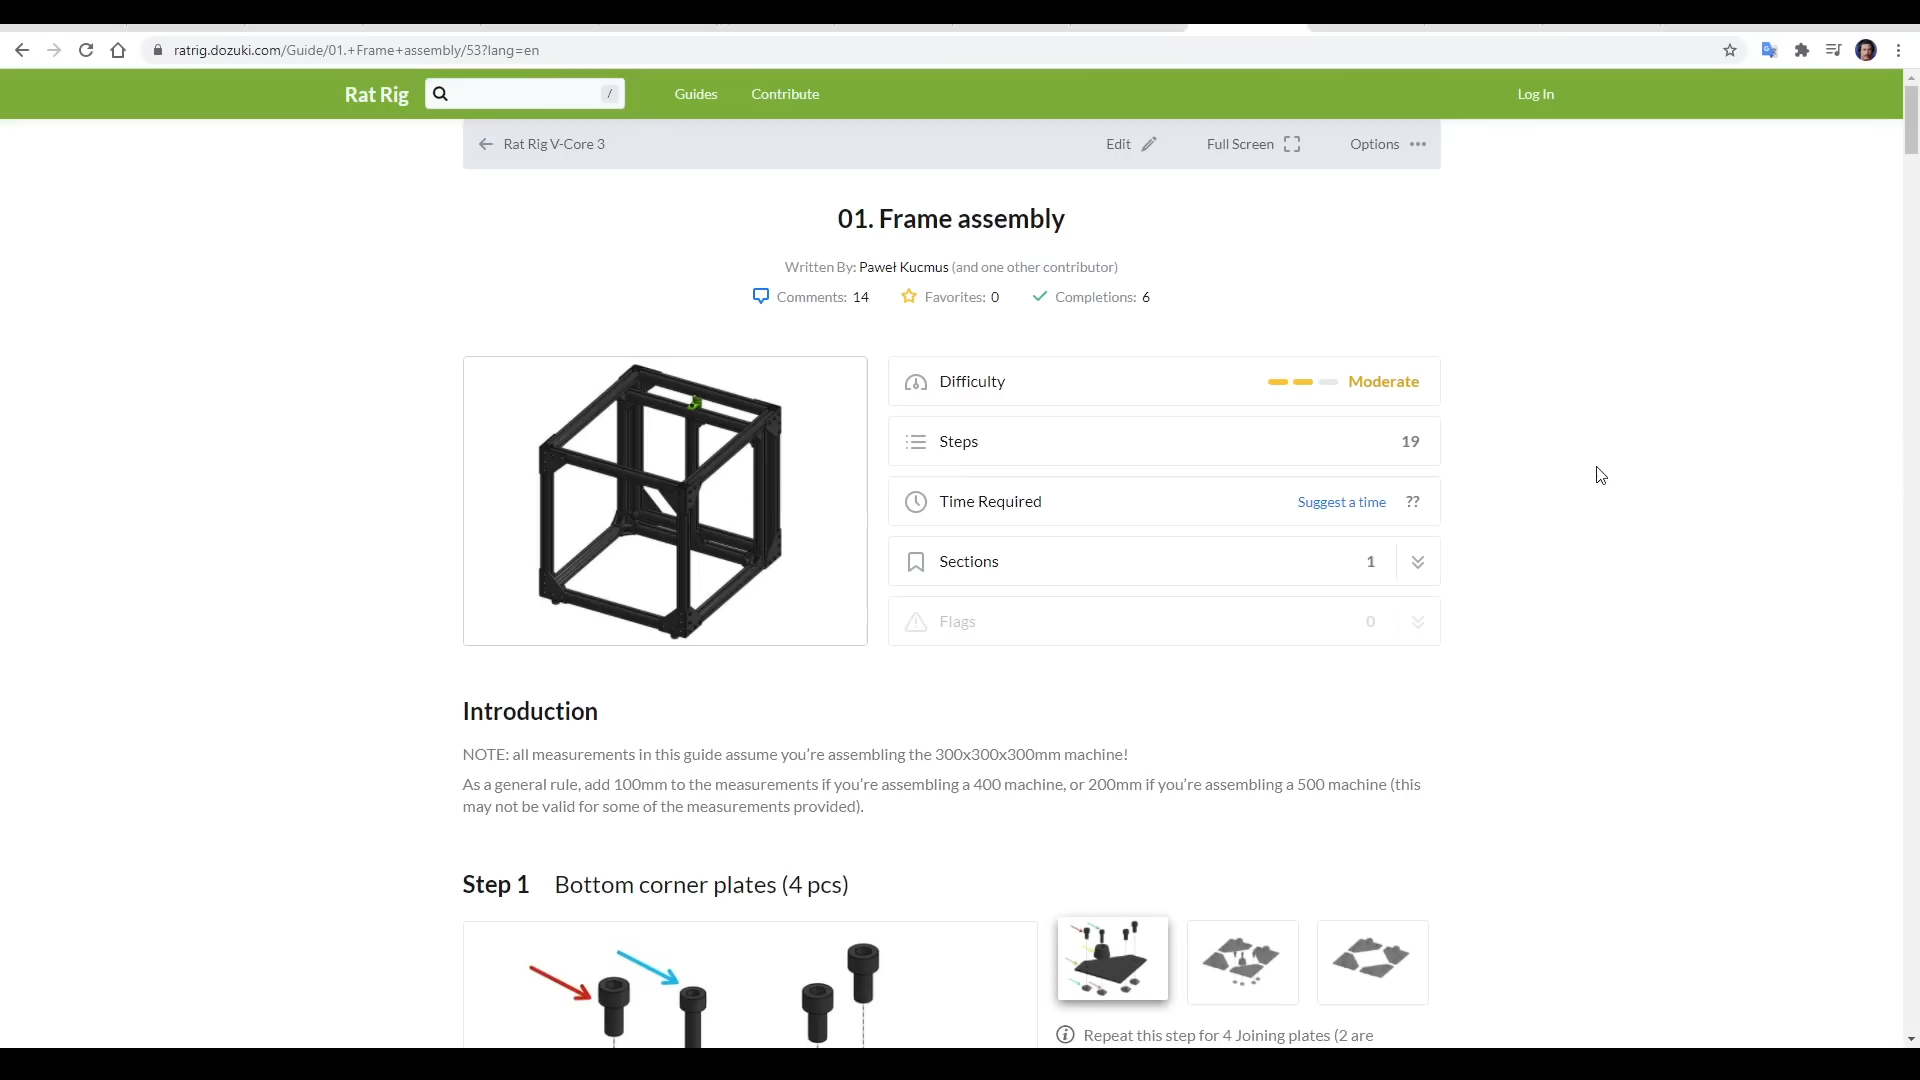 ratrig.dozuki.com/Guide/01.+Frame+assembly/53?lang=en
Rat Rig
/
Guides
Contribute
Log In
Rat Rig V-Core 3
Edit
Full Screen
Options
01. Frame assembly
Written By: Paweł Kucmus (and one other contributor)
Comments: 14
Favorites: 0
Completions: 6
Difficulty
Moderate
Steps
19
Time Required
Suggest a time
??
Sections
1
Flags
0
Introduction
NOTE: all measurements in this guide assume you’re assembling the 300x300x300mm machine!
As a general rule, add 100mm to the measurements if you’re assembling a 400 machine, or 200mm if you’re assembling a 500 machine (this
may not be valid for some of the measurements provided).
Step 1 Bottom corner plates (4 pcs)
Repeat this step for 4 Joining plates (2 are